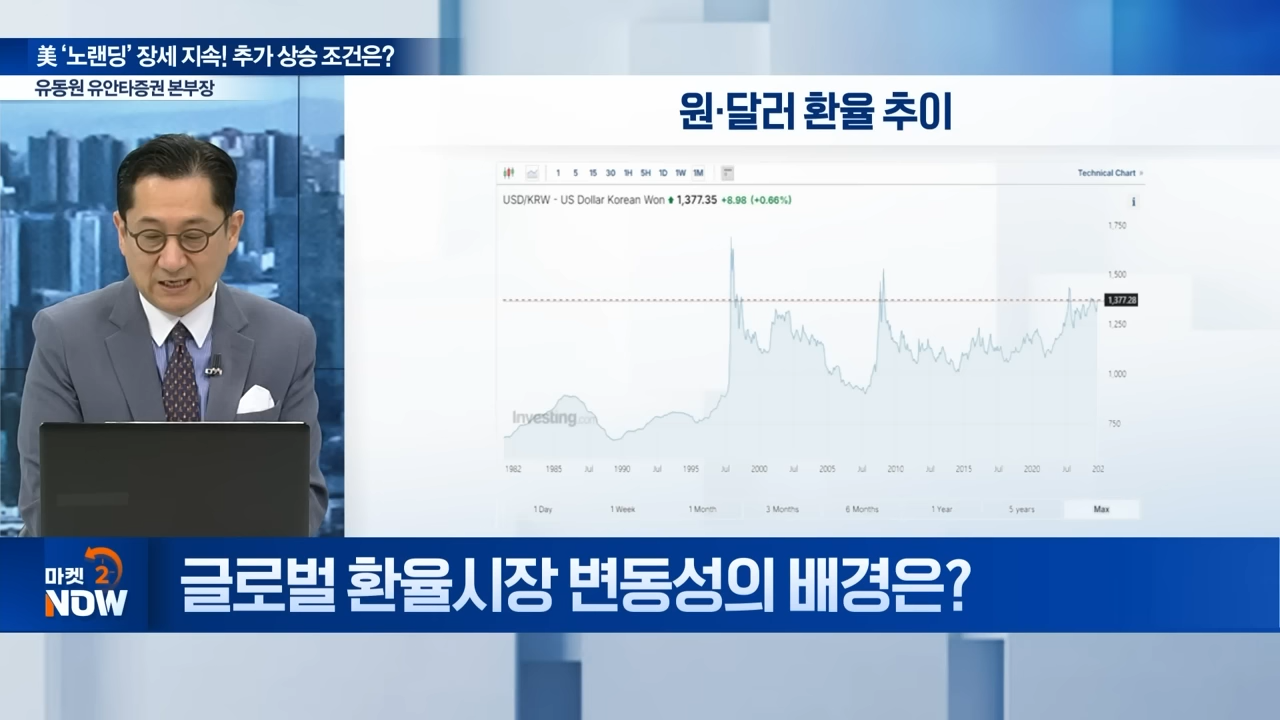 美 ‘노랜딩’ 장세 지속! 추가 상승 조건은?
유동원 유안타증권 본부장
원·달러 환율 추이
1 5 15 30 1H 5H 1D 1W 1M
Technical Chart »
USD/KRW - US Dollar Korean Won 1,377.35 +8.98 (+0.66%)
i
1,750
1,500
1,377.28
1,250
1,000
750
Investing.com
1982 1985 Jul 1990 Jul 1995 Jul 2000 Jul 2005 Jul 2010 Jul 2015 Jul 2020 Jul 202
1 Day 1 Week 1 Month 3 Months 6 Months 1 Year 5 years Max
마켓 2
NOW
글로벌 환율시장 변동성의 배경은?